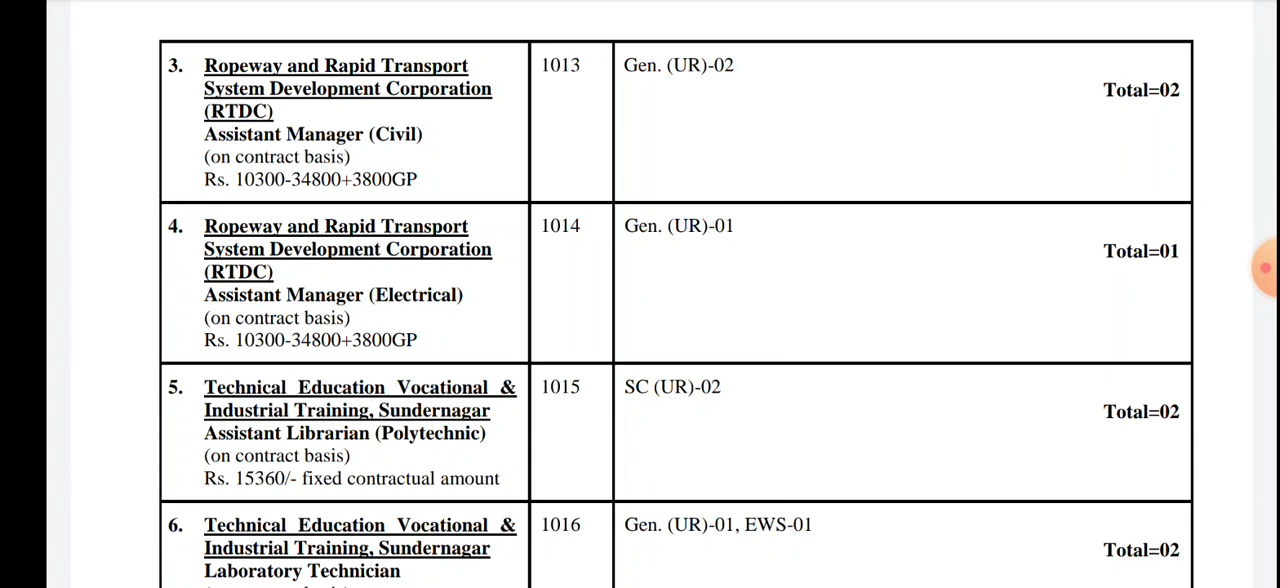 3. Ropeway and Rapid Transport 1013 Gen. (UR)-02
System Development Corporation Total=02
(RTDC)
Assistant Manager (Civil)
(on contract basis)
Rs. 10300-34800+3800GP
4. Ropeway and Rapid Transport 1014 Gen. (UR)-01
System Development Corporation Total=01
(RTDC)
Assistant Manager (Electrical)
(on contract basis)
Rs. 10300-34800+3800GP
5. Technical Education Vocational & 1015 SC (UR)-02
Industrial Training, Sundernagar Total=02
Assistant Librarian (Polytechnic)
(on contract basis)
Rs. 15360/- fixed contractual amount
6. Technical Education Vocational & 1016 Gen. (UR)-01, EWS-01
Industrial Training, Sundernagar Total=02
Laboratory Technician